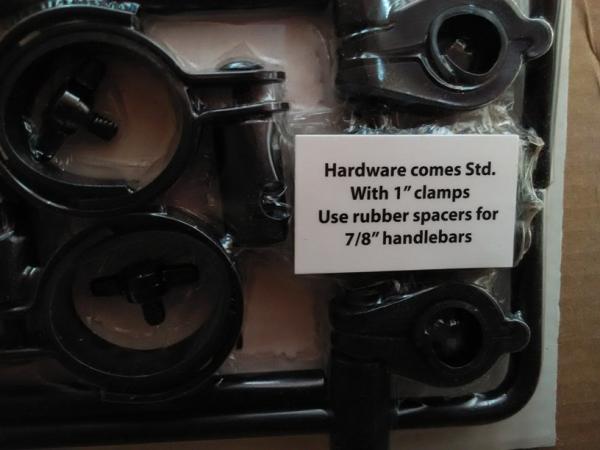 Hardware comes Std.
With 1" clamps
Use rubber spacers for
7/8" handlebars